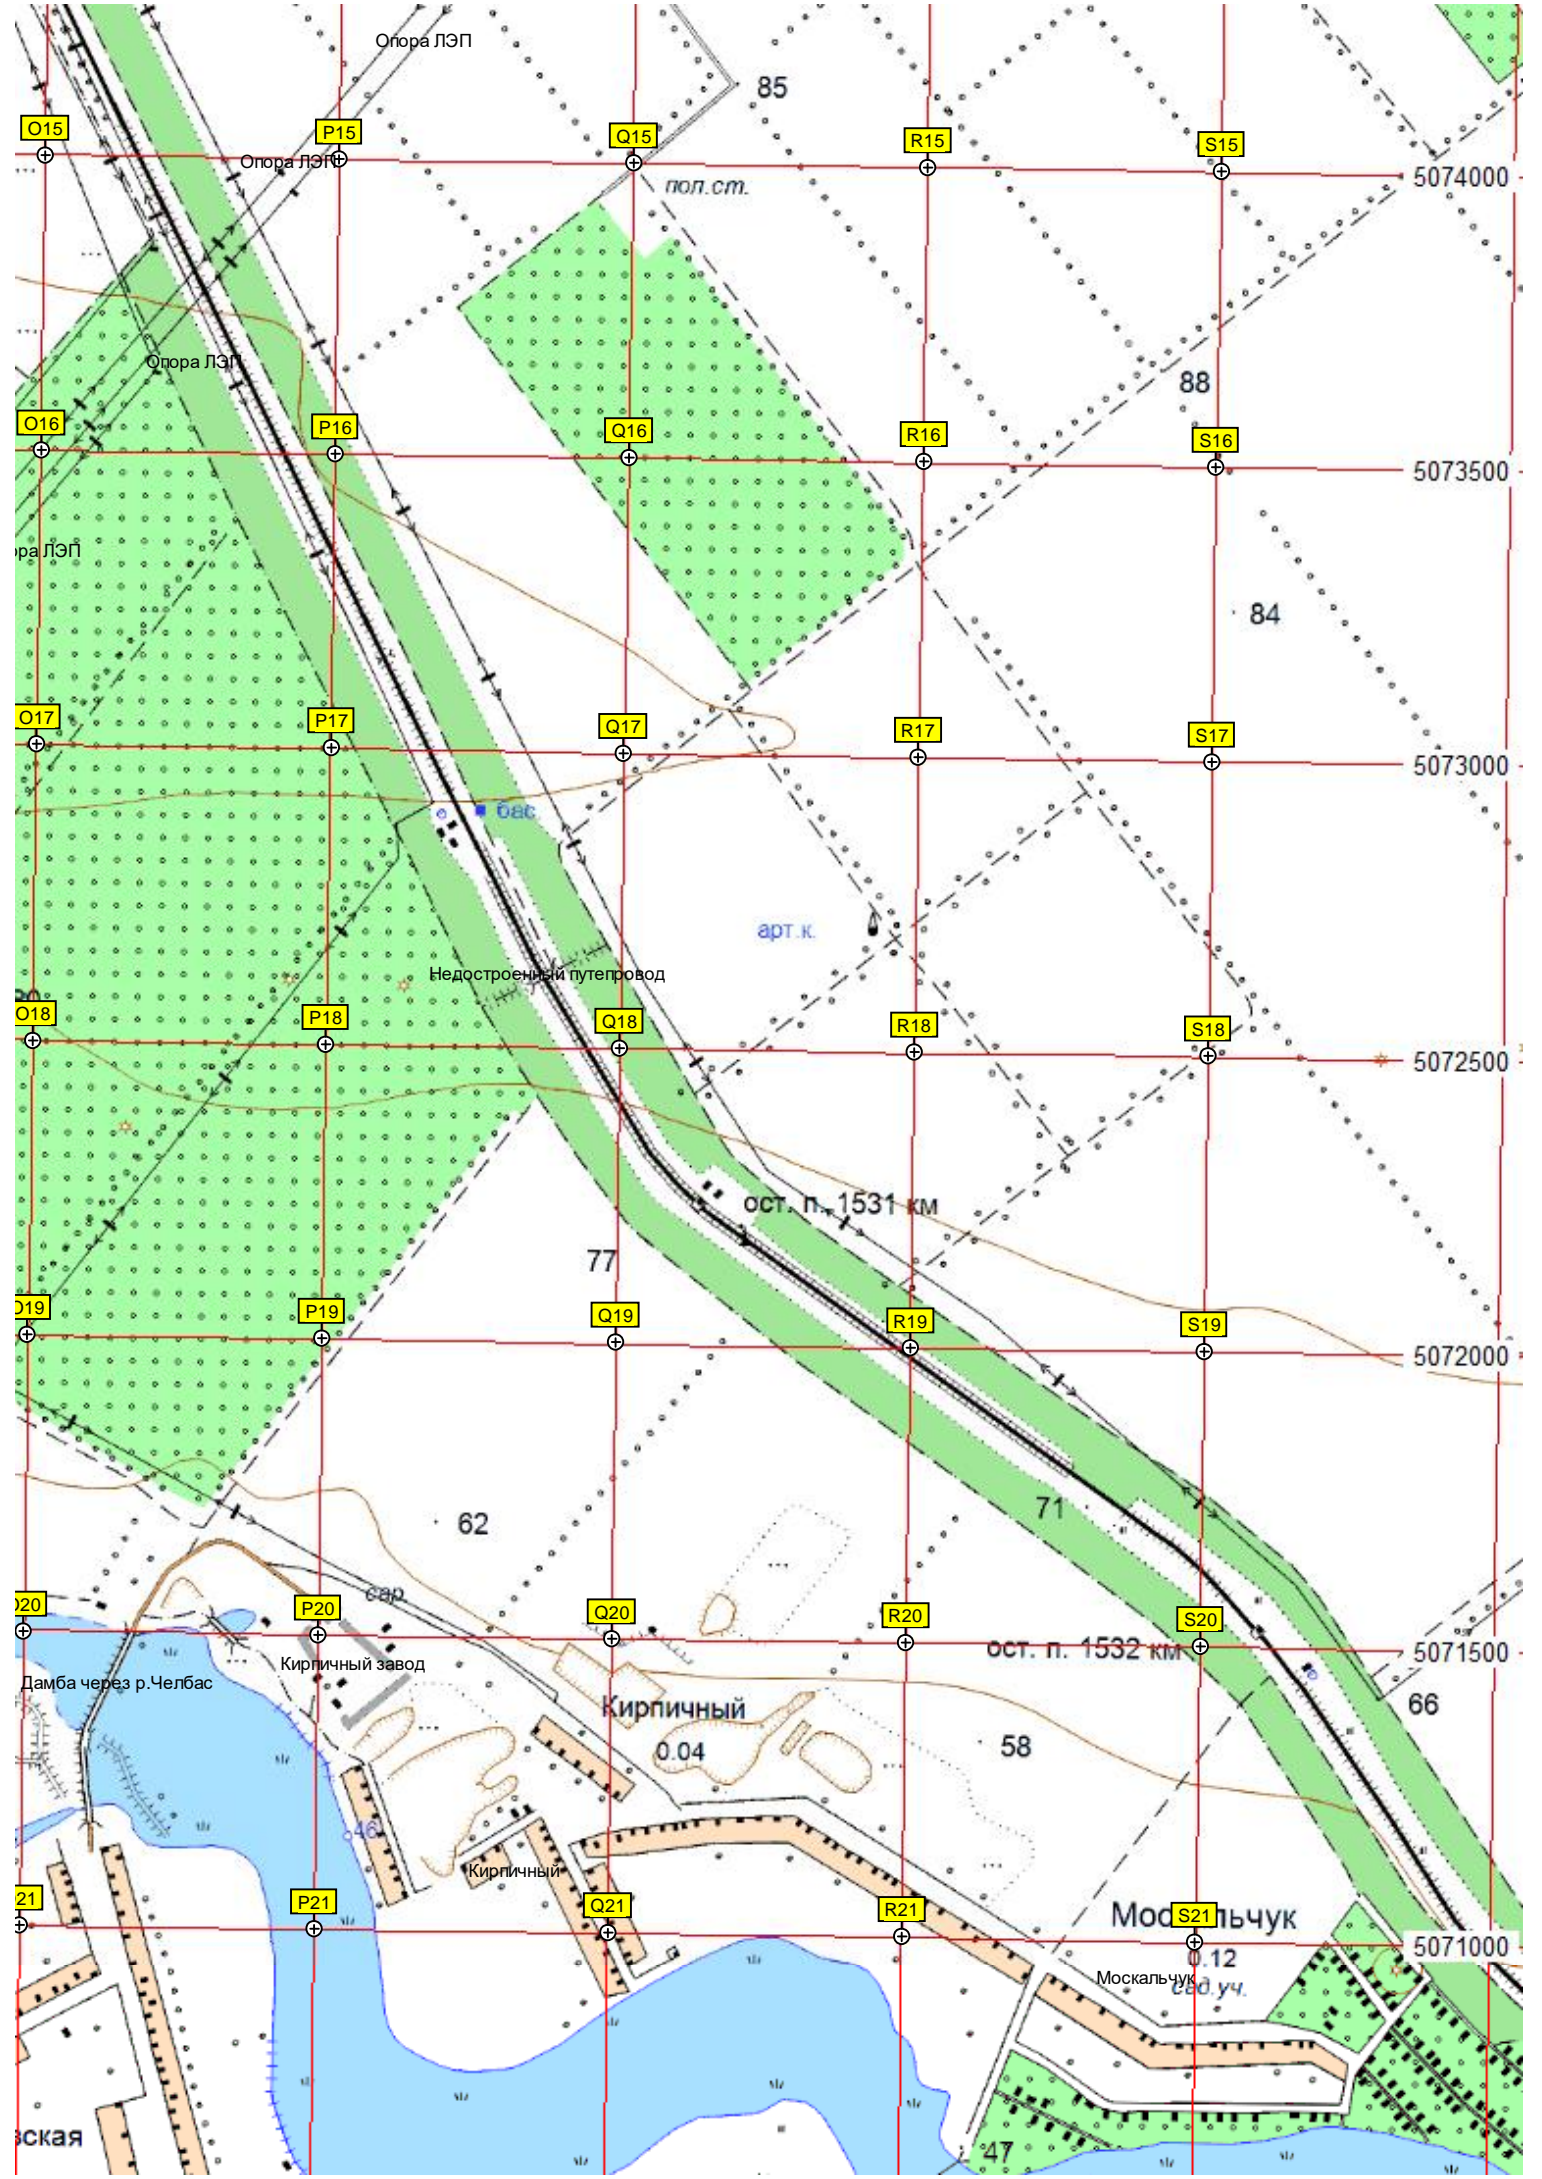 Опора ЛЭП
85
O15
P15
Q15
R15
S15
Опора ЛЭП
пол.ст.
5074000
Опора ЛЭП
88
O16
P16
Q16
R16
S16
5073500
ора ЛЭП
84
O17
P17
Q17
R17
S17
5073000
бас
арт.к.
Недостроенный путепровод
O18
P18
Q18
R18
S18
5072500
ост. п. 1531 км
77
O19
P19
Q19
R19
S19
5072000
71
62
сар.
O20
P20
Q20
R20
S20
ост. п. 1532 км
5071500
Кирпичный завод
Дамба через р.Челбас
66
Кирпичный
0.04
58
46
Кирпичный
21
P21
Q21
R21
S21
Москальчук
5071000
0.12
Москальчук
сад.уч.
вская
47